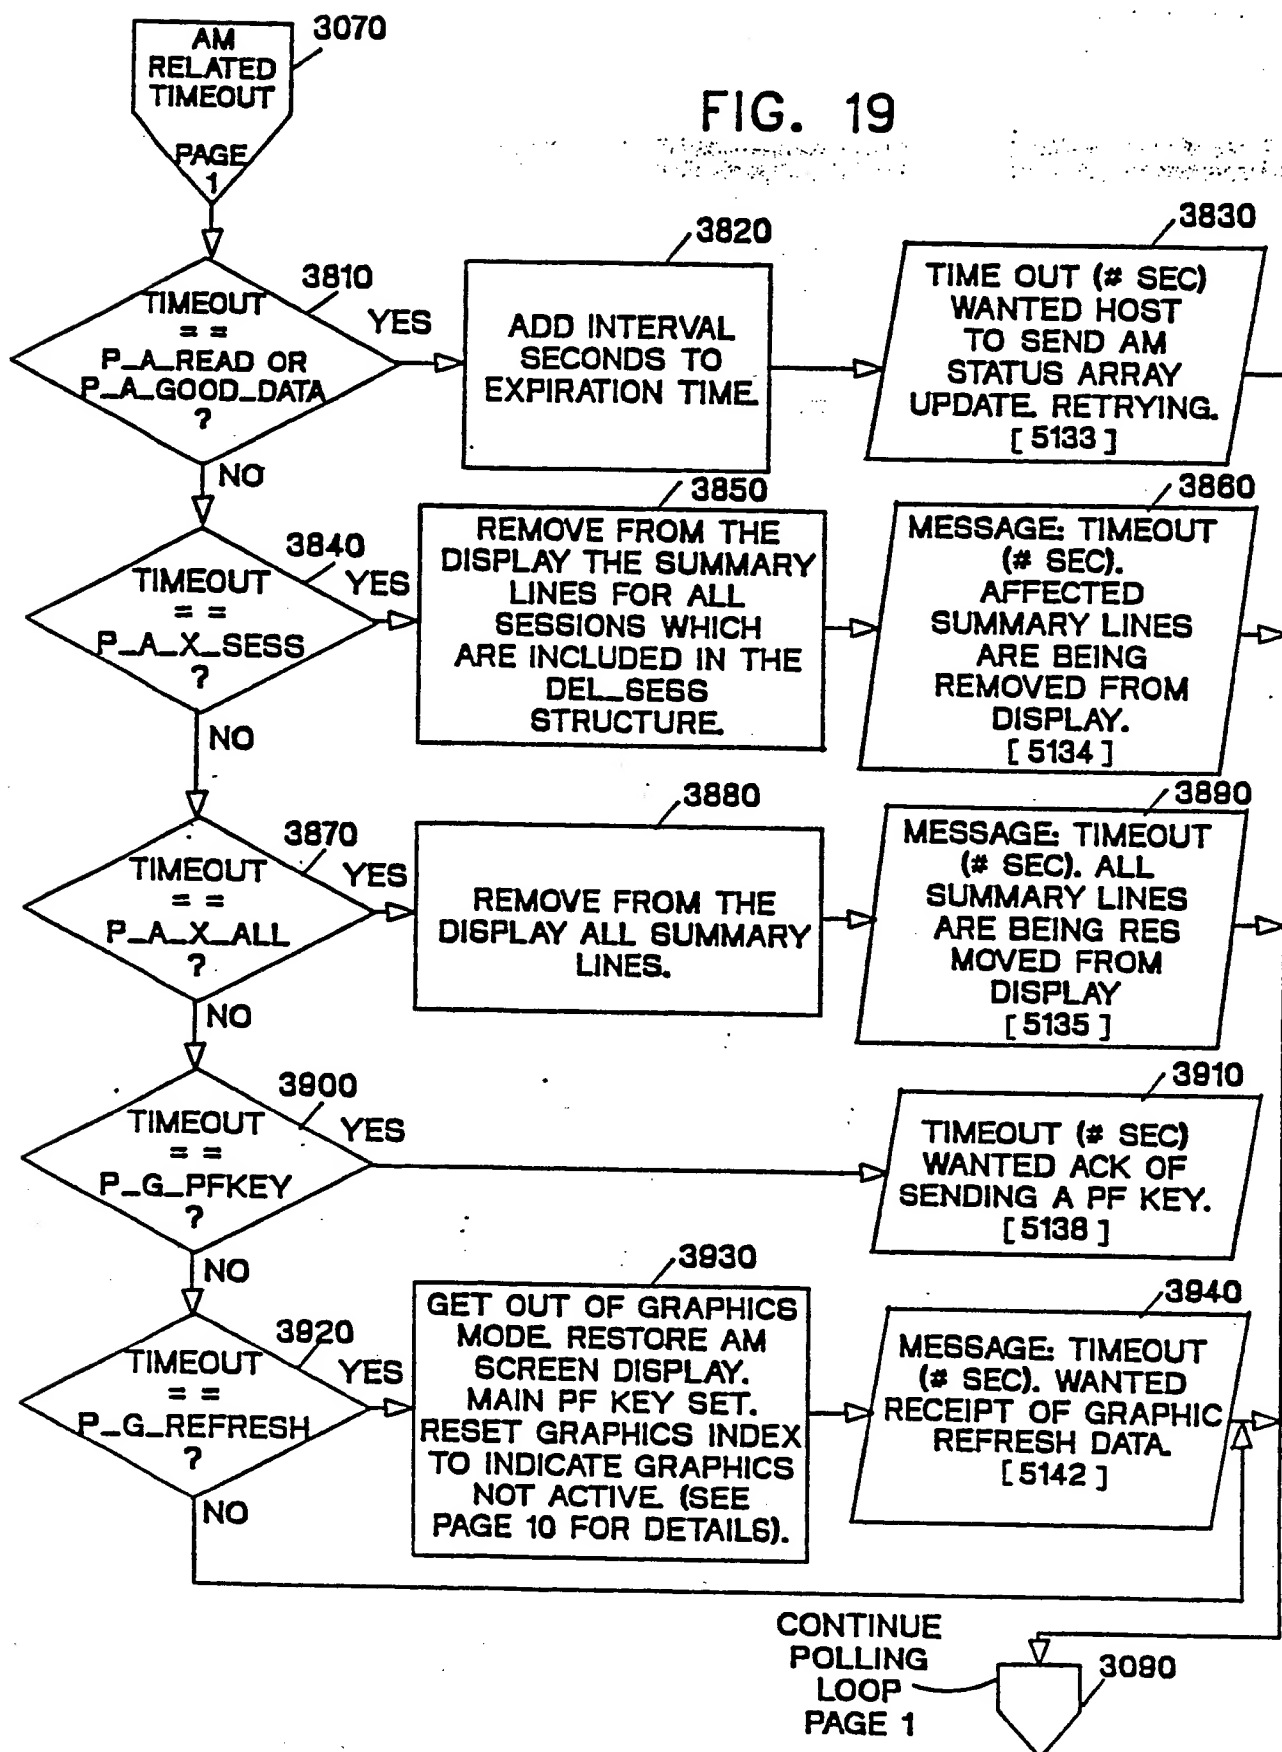 AM
RELATED
TIMEOUT
PAGE
1
3070
FIG. 19
3810
TIMEOUT
= =
P_A_READ OR
P_A_GOOD_DATA
?
YES
NO
3820
ADD INTERVAL
SECONDS TO
EXPIRATION TIME.
3830
TIME OUT (# SEC)
WANTED HOST
TO SEND AM
STATUS ARRAY
UPDATE. RETRYING.
[ 5133 ]
3840
TIMEOUT
= =
P_A_X_SESS
?
YES
NO
3850
REMOVE FROM THE
DISPLAY THE SUMMARY
LINES FOR ALL
SESSIONS WHICH
ARE INCLUDED IN THE
DEL_SESS
STRUCTURE.
3860
MESSAGE: TIMEOUT
(# SEC).
AFFECTED
SUMMARY LINES
ARE BEING
REMOVED FROM
DISPLAY.
[ 5134 ]
3870
TIMEOUT
= =
P_A_X_ALL
?
YES
NO
3880
REMOVE FROM THE
DISPLAY ALL SUMMARY
LINES.
3890
MESSAGE: TIMEOUT
(# SEC). ALL
SUMMARY LINES
ARE BEING RES
MOVED FROM
DISPLAY
[ 5135 ]
3900
TIMEOUT
= =
P_G_PFKEY
?
YES
NO
3910
TIMEOUT (# SEC)
WANTED ACK OF
SENDING A PF KEY.
[ 5138 ]
3920
TIMEOUT
= =
P_G_REFRESH
?
YES
NO
3930
GET OUT OF GRAPHICS
MODE. RESTORE AM
SCREEN DISPLAY.
MAIN PF KEY SET.
RESET GRAPHICS INDEX
TO INDICATE GRAPHICS
NOT ACTIVE. (SEE
PAGE 10 FOR DETAILS).
3940
MESSAGE: TIMEOUT
(# SEC). WANTED
RECEIPT OF GRAPHIC
REFRESH DATA.
[ 5142 ]
CONTINUE
POLLING
LOOP
PAGE 1
3090